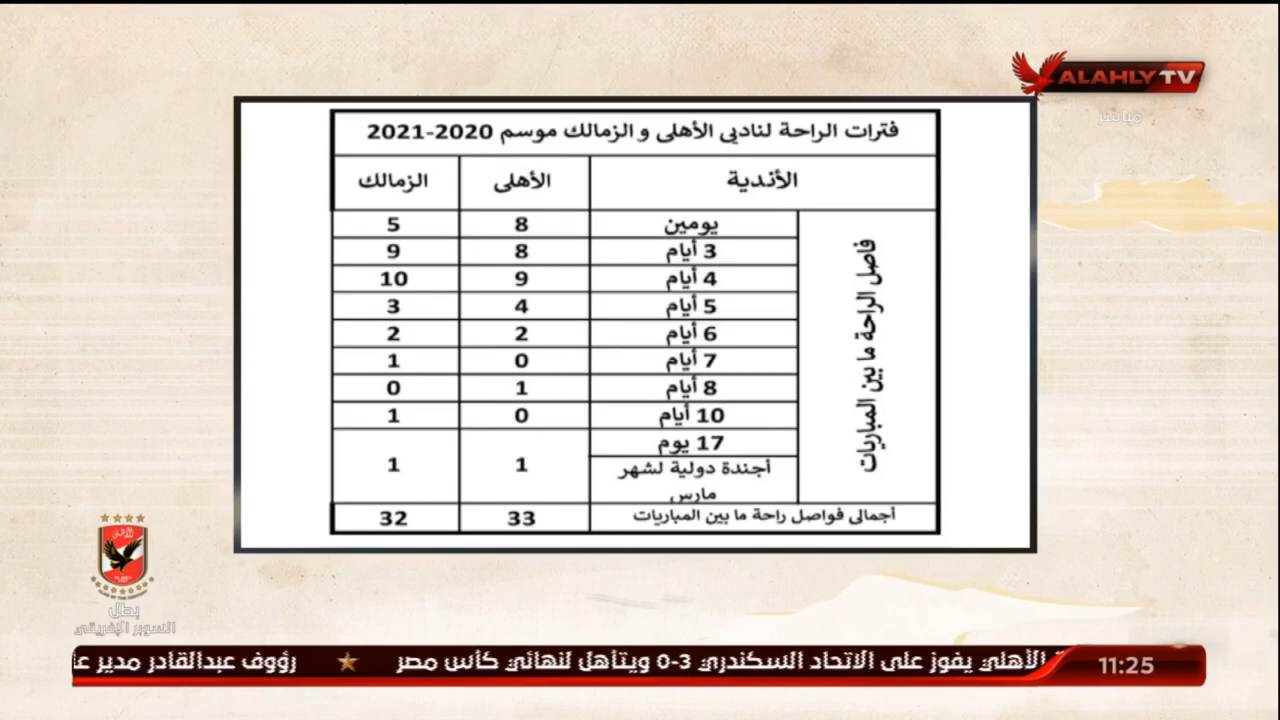 ALAHLY TV
مباشر
فترات الراحة لناديى الأهلى و الزمالك موسم 2020-2021
الأندية الأهلى الزمالك
فاصل الراحة ما بين المباريات
يومين 8 5
3 أيام 8 9
4 أيام 9 10
5 أيام 4 3
6 أيام 2 2
7 أيام 0 1
8 أيام 1 0
10 أيام 0 1
17 يوم 1 1
أجندة دولية لشهر
مارس
أجمالى فواصل راحة ما بين المباريات 33 32
بطل
السوبر الإفريقي
11:25 الأهلي يفوز على الاتحاد السكندري 3-0 ويتأهل لنهائي كأس مصر رؤوف عبدالقادر مدير